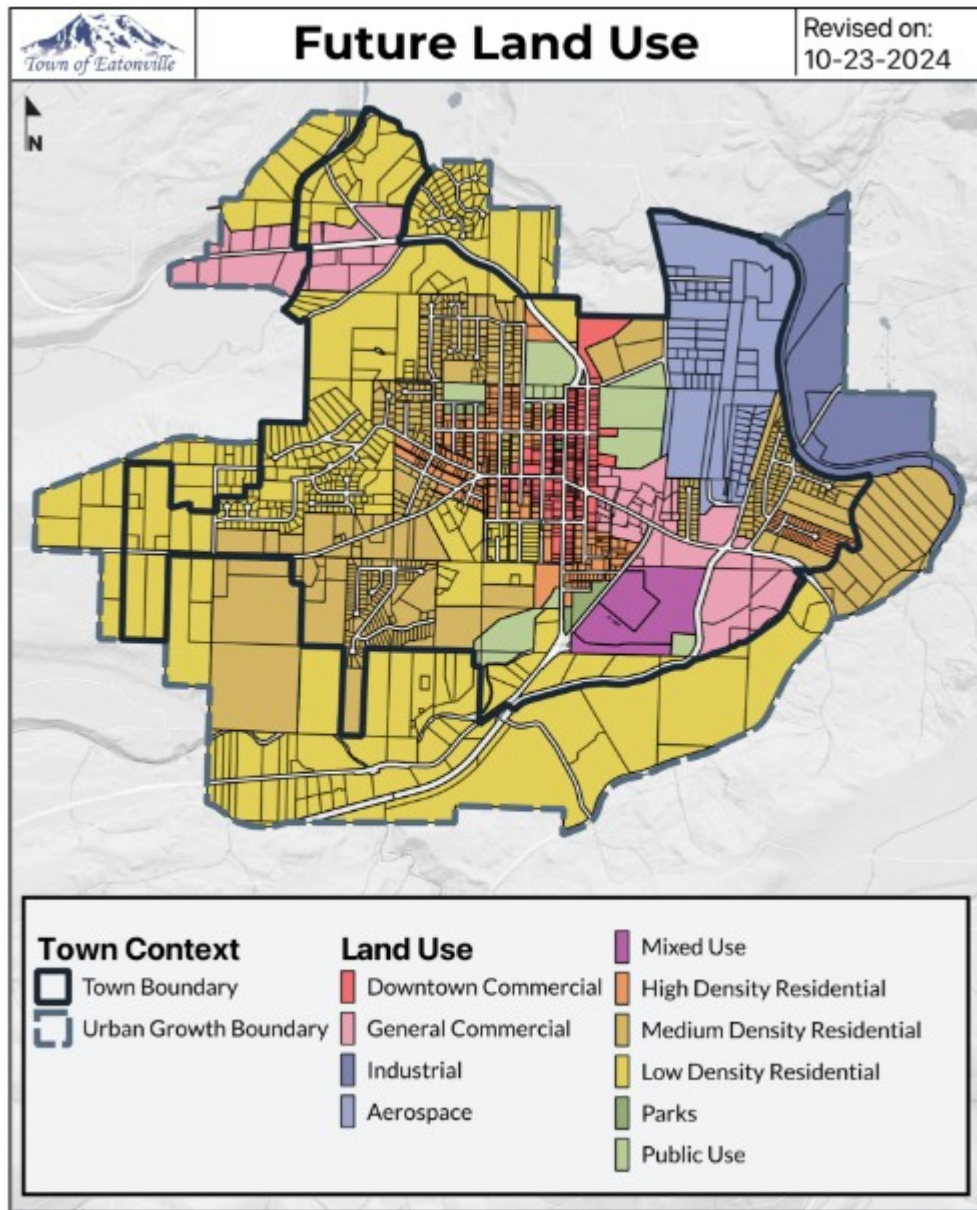 Town of Eatonville
Future Land Use
Revised on:
10-23-2024
N
Town Context
Town Boundary
Urban Growth Boundary
Land Use
Downtown Commercial
General Commercial
Industrial
Aerospace
Mixed Use
High Density Residential
Medium Density Residential
Low Density Residential
Parks
Public Use